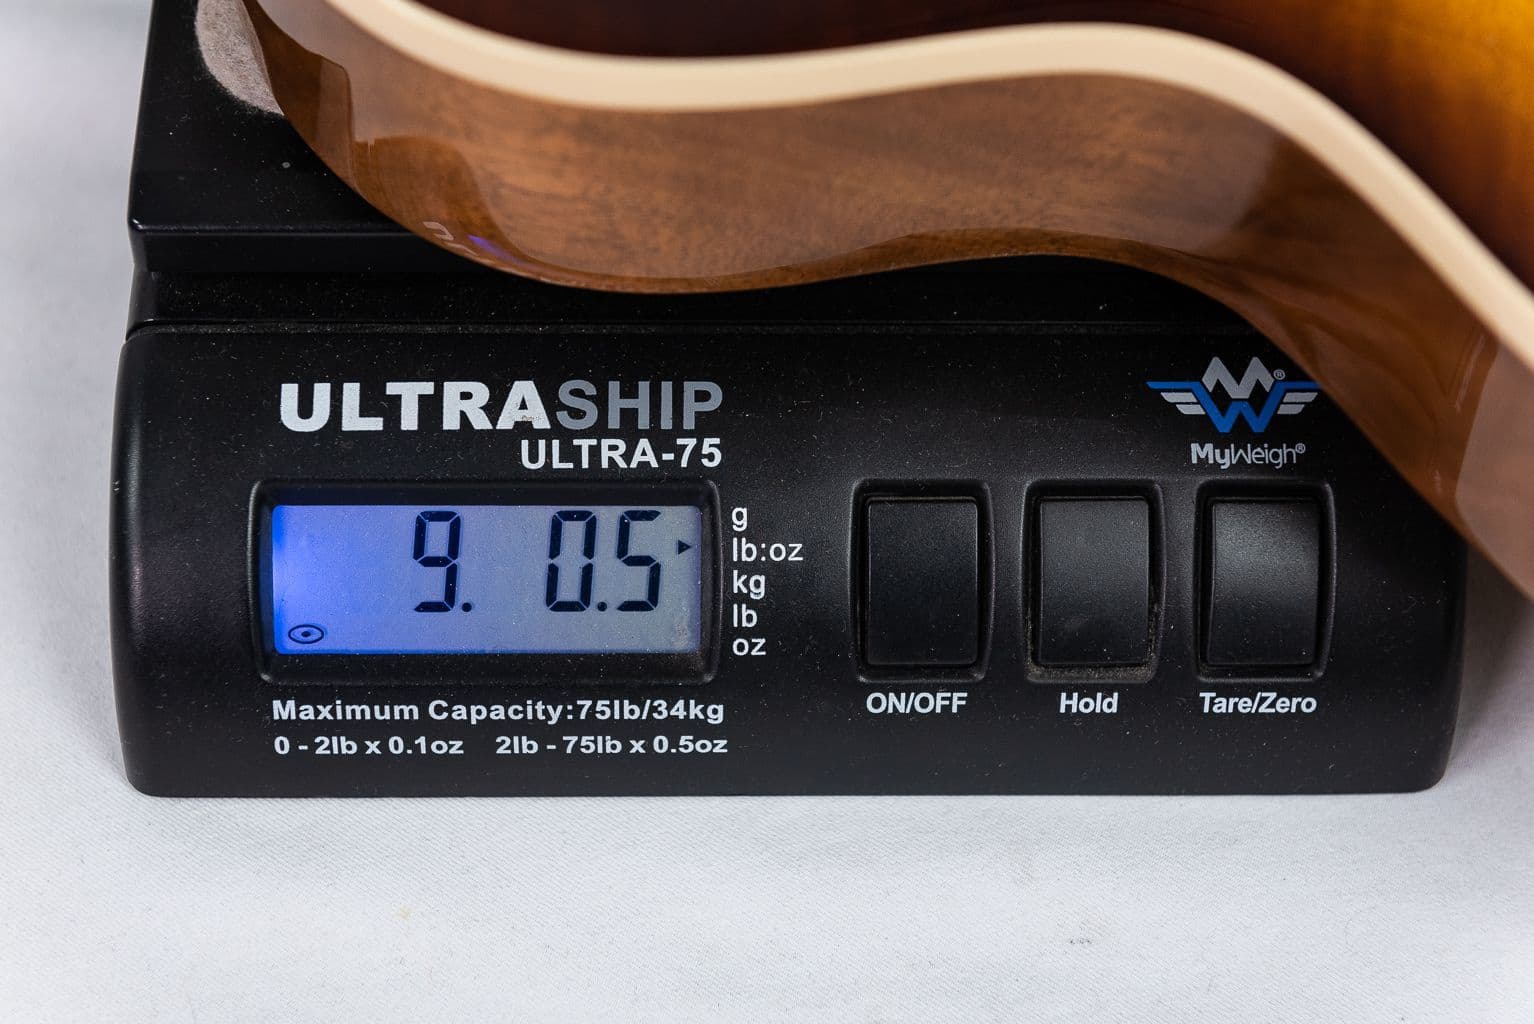 ULTRASHIP
ULTRA-75
MW®
MyWeigh®
9. 0.5
g
lb:oz
kg
lb
oz
ON/OFF
Hold
Tare/Zero
Maximum Capacity:75lb/34kg
0 - 2lb x 0.1oz 2lb - 75lb x 0.5oz